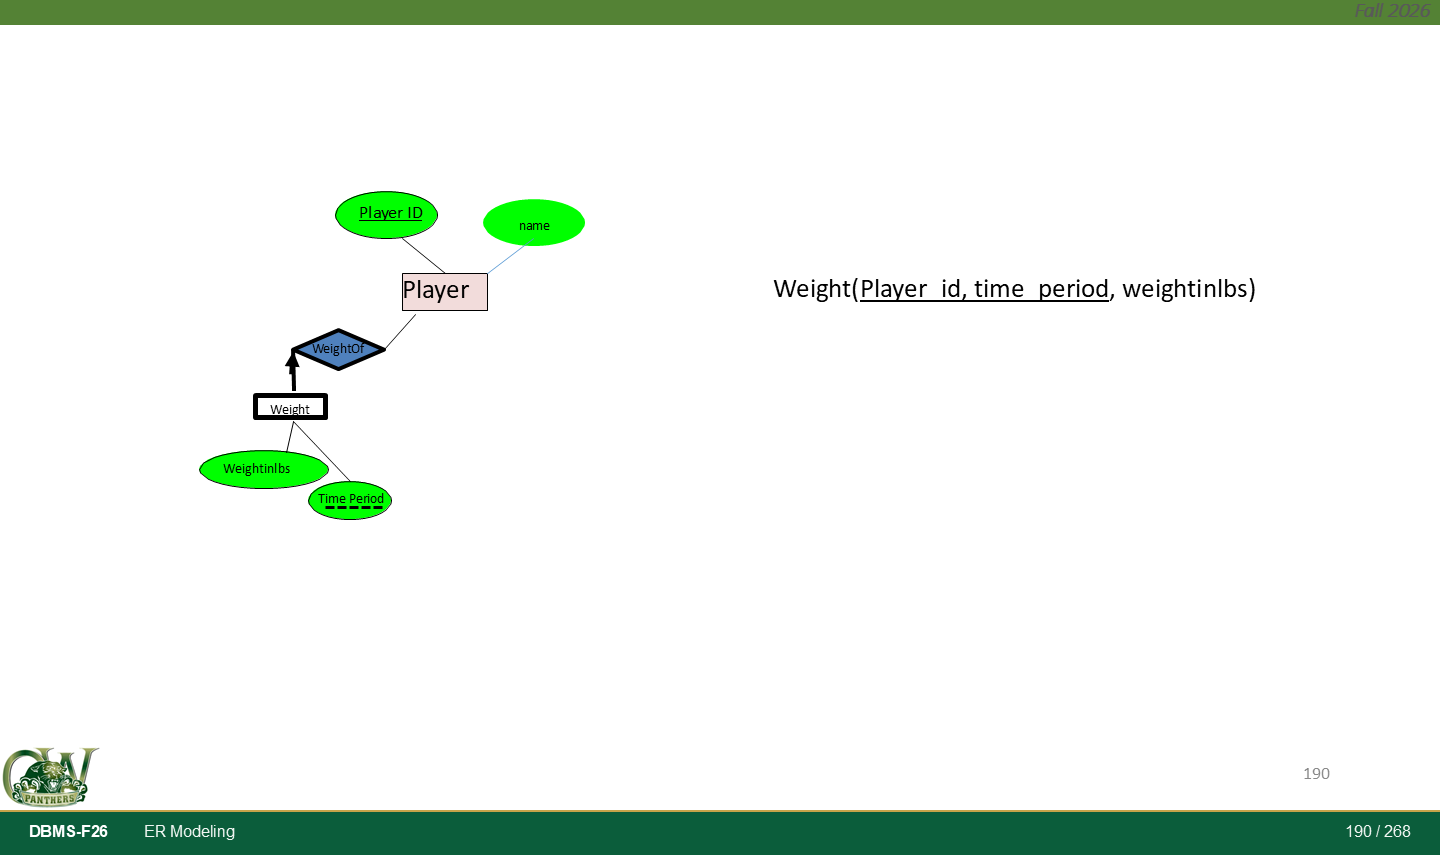 Fall 2026
Player ID
name
Player
Weight(Player_id, time_period, weightinlbs)
WeightOf
Weight
Weightinlbs
Time Period
190
PANTHERS
DBMS-F26 ER Modeling 190 / 268